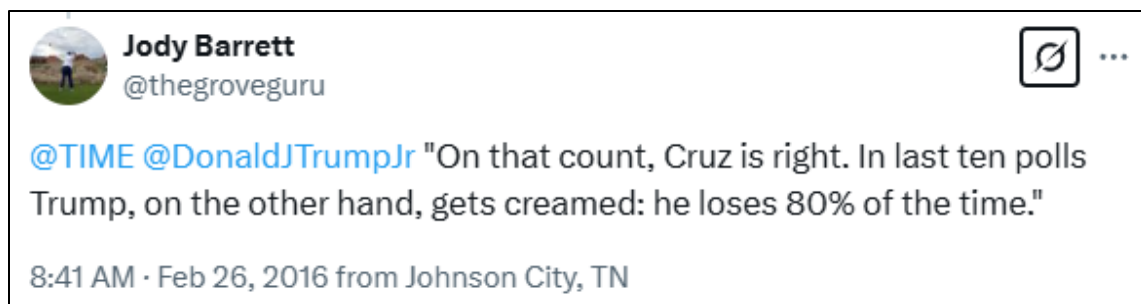 Jody Barrett
@thegroveguru
@TIME @DonaldJTrumpJr "On that count, Cruz is right. In last ten polls
Trump, on the other hand, gets creamed: he loses 80% of the time."
8:41 AM · Feb 26, 2016 from Johnson City, TN